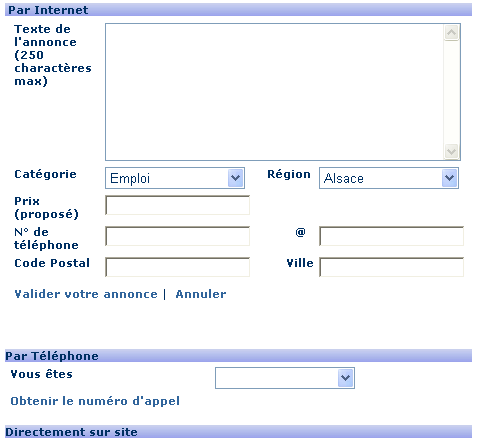 Par Internet
Texte de
l'annonce
(250
charactères
max)
Catégorie
Emploi
Région
Alsace
Prix
(proposé)
N° de
téléphone
@
Code Postal
Ville
Valider votre annonce | Annuler
Par Téléphone
Vous êtes
Obtenir le numéro d'appel
Directement sur site